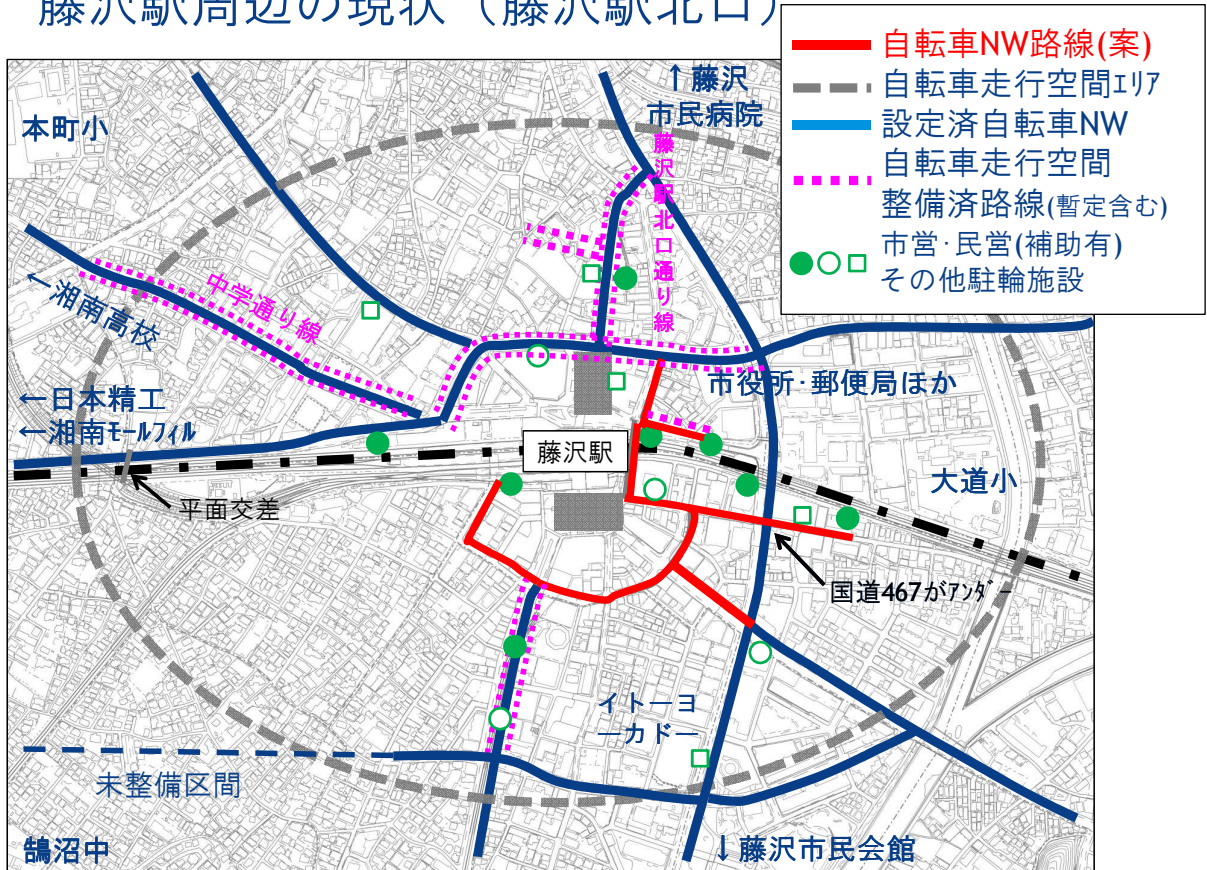 藤沢駅周辺の現状（藤沢駅北口）
自転車NW路線(案)
自転車走行空間ｴﾘｱ
設定済自転車NW
自転車走行空間
整備済路線(暫定含む)
市営･民営(補助有)
その他駐輪施設
↑藤沢
市民病院
本町小
藤沢駅北口通り線
中学通り線
←湘南高校
市役所･郵便局ほか
←日本精工
←湘南ﾓｰﾙﾌｨﾙ
藤沢駅
大道小
平面交差
国道467がｱﾝﾀﾞｰ
イトーヨ
ーカドー
未整備区間
鵠沼中
↓藤沢市民会館